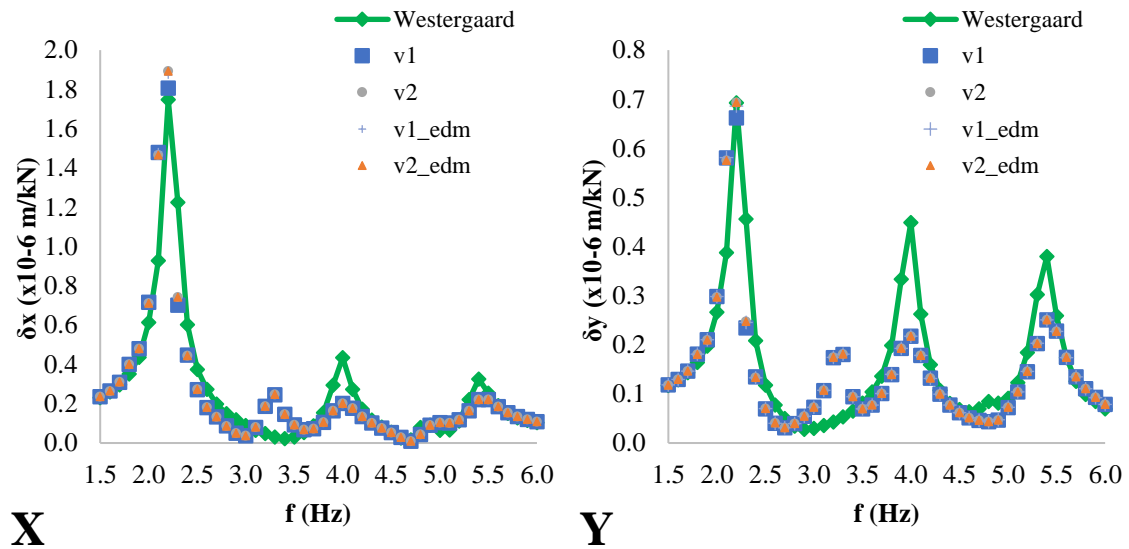 Westergaard
v1
v2
v1_edm
v2_edm
δx (x10-6 m/kN)
2.0
1.8
1.6
1.4
1.2
1.0
0.8
0.6
0.4
0.2
0.0
1.5 2.0 2.5 3.0 3.5 4.0 4.5 5.0 5.5 6.0
f (Hz)
X
Westergaard
v1
v2
v1_edm
v2_edm
δy (x10-6 m/kN)
0.8
0.7
0.6
0.5
0.4
0.3
0.2
0.1
0.0
1.5 2.0 2.5 3.0 3.5 4.0 4.5 5.0 5.5 6.0
f (Hz)
Y